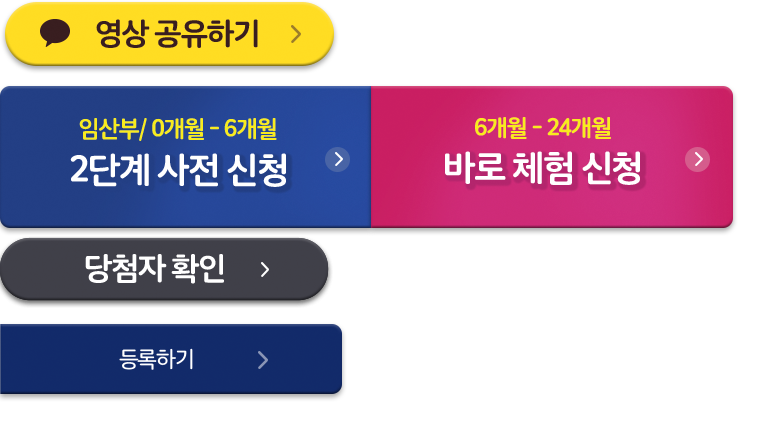 영상 공유하기
임산부/ 0개월 - 6개월
2단계 사전 신청
6개월 - 24개월
바로 체험 신청
당첨자 확인
등록하기